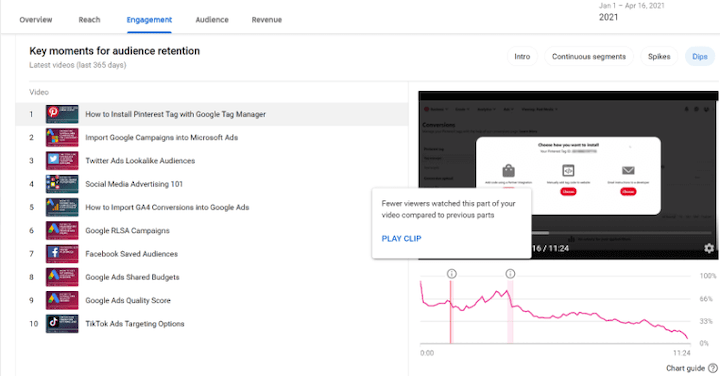 Jan 1 – Apr 16, 2021
2021
Overview
Reach
Engagement
Audience
Revenue
Key moments for audience retention
Latest videos (last 365 days)
Intro
Continuous segments
Spikes
Dips
Video
1 How to Install Pinterest Tag with Google Tag Manager
2 Import Google Campaigns into Microsoft Ads
3 Twitter Ads Lookalike Audiences
4 Social Media Advertising 101
5 How to Import GA4 Conversions into Google Ads
6 Google RLSA Campaigns
7 Facebook Saved Audiences
8 Google Ads Shared Budgets
9 Google Ads Quality Score
10 TikTok Ads Targeting Options
Conversions
Choose how you want to install
Fewer viewers watched this part of your
video compared to previous parts
PLAY CLIP
16 / 11:24
100%
66%
33%
0%
0:00
11:24
Chart guide